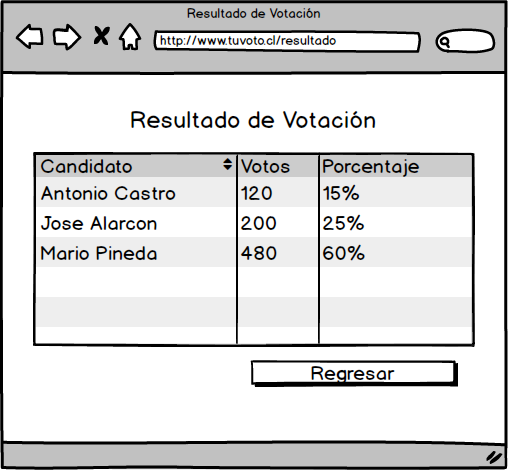 Resultado de Votación
http://www.tuvoto.cl/resultado
Resultado de Votación
Candidato Votos Porcentaje
Antonio Castro 120 15%
Jose Alarcon 200 25%
Mario Pineda 480 60%
Regresar